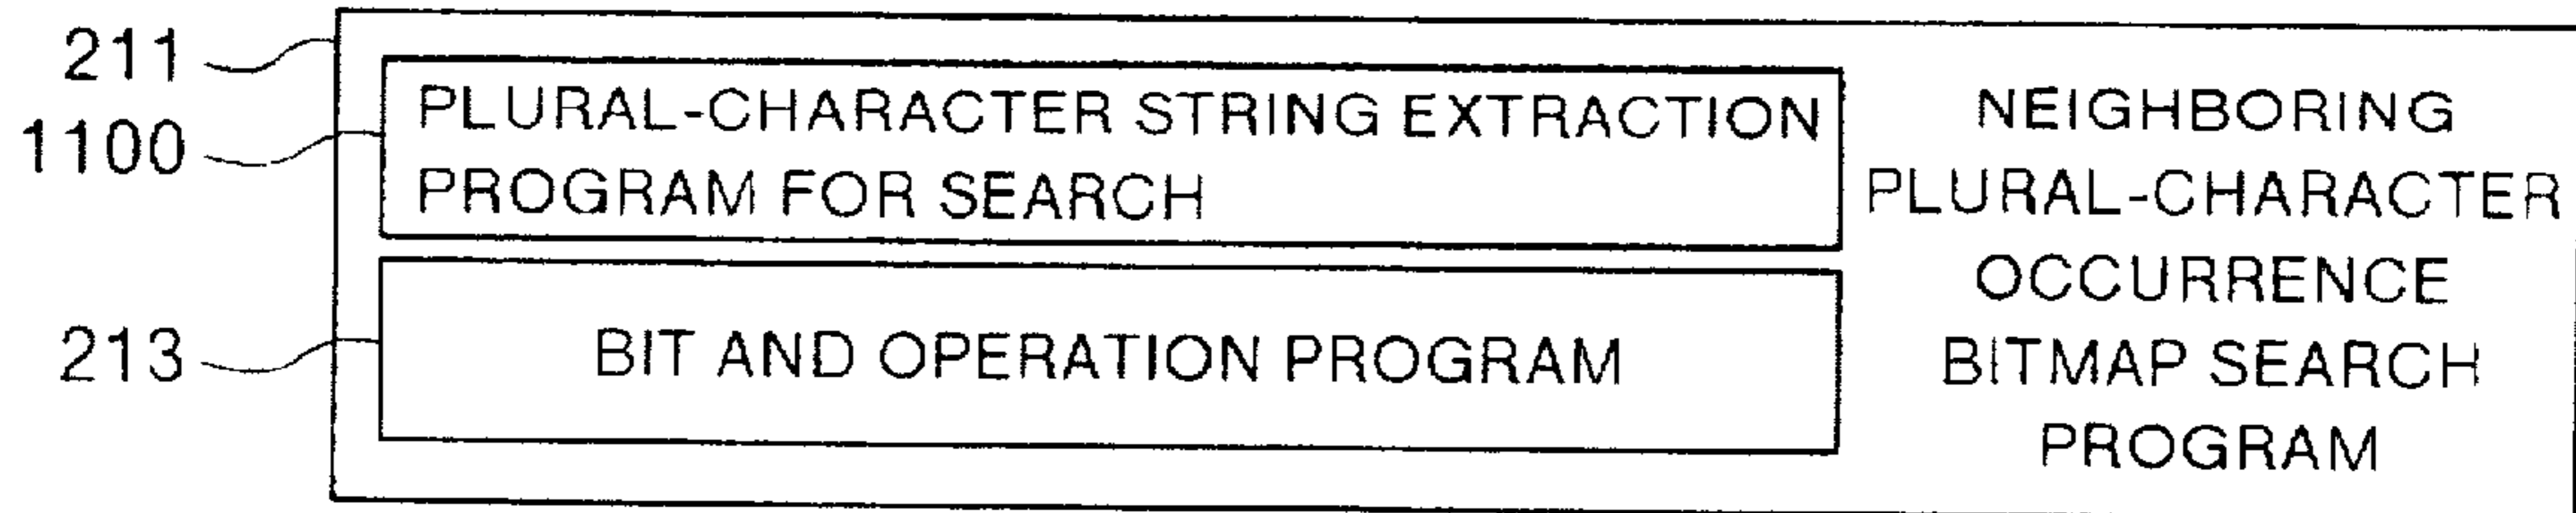 211
1100
213
PLURAL-CHARACTER STRING EXTRACTION
PROGRAM FOR SEARCH
BIT AND OPERATION PROGRAM
NEIGHBORING
PLURAL-CHARACTER
OCCURRENCE
BITMAP SEARCH
PROGRAM